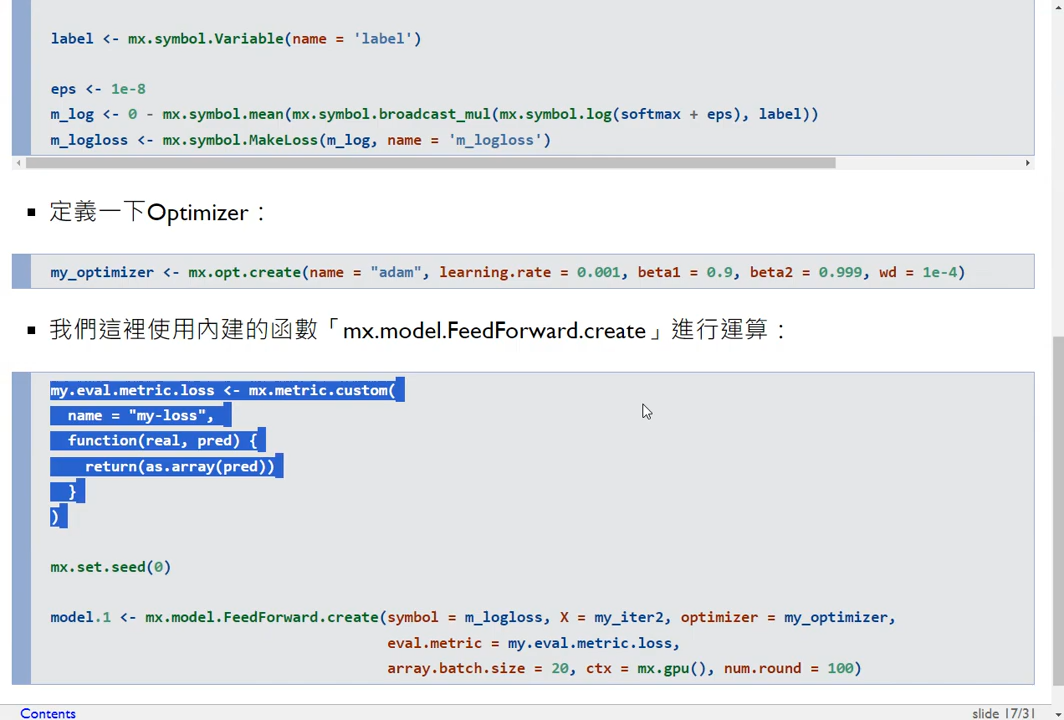 label <- mx.symbol.Variable(name = 'label')
eps <- 1e-8
m_log <- 0 - mx.symbol.mean(mx.symbol.broadcast_mul(mx.symbol.log(softmax + eps), label))
m_logloss <- mx.symbol.MakeLoss(m_log, name = 'm_logloss')
▪ 定義一下Optimizer：
my_optimizer <- mx.opt.create(name = "adam", learning.rate = 0.001, beta1 = 0.9, beta2 = 0.999, wd = 1e-4)
▪ 我們這裡使用內建的函數「mx.model.FeedForward.create」進行運算：
my.eval.metric.loss <- mx.metric.custom(
  name = "my-loss",
  function(real, pred) {
    return(as.array(pred))
  }
)
mx.set.seed(0)
model.1 <- mx.model.FeedForward.create(symbol = m_logloss, X = my_iter2, optimizer = my_optimizer,
eval.metric = my.eval.metric.loss,
array.batch.size = 20, ctx = mx.gpu(), num.round = 100)
Contents
slide 17/31